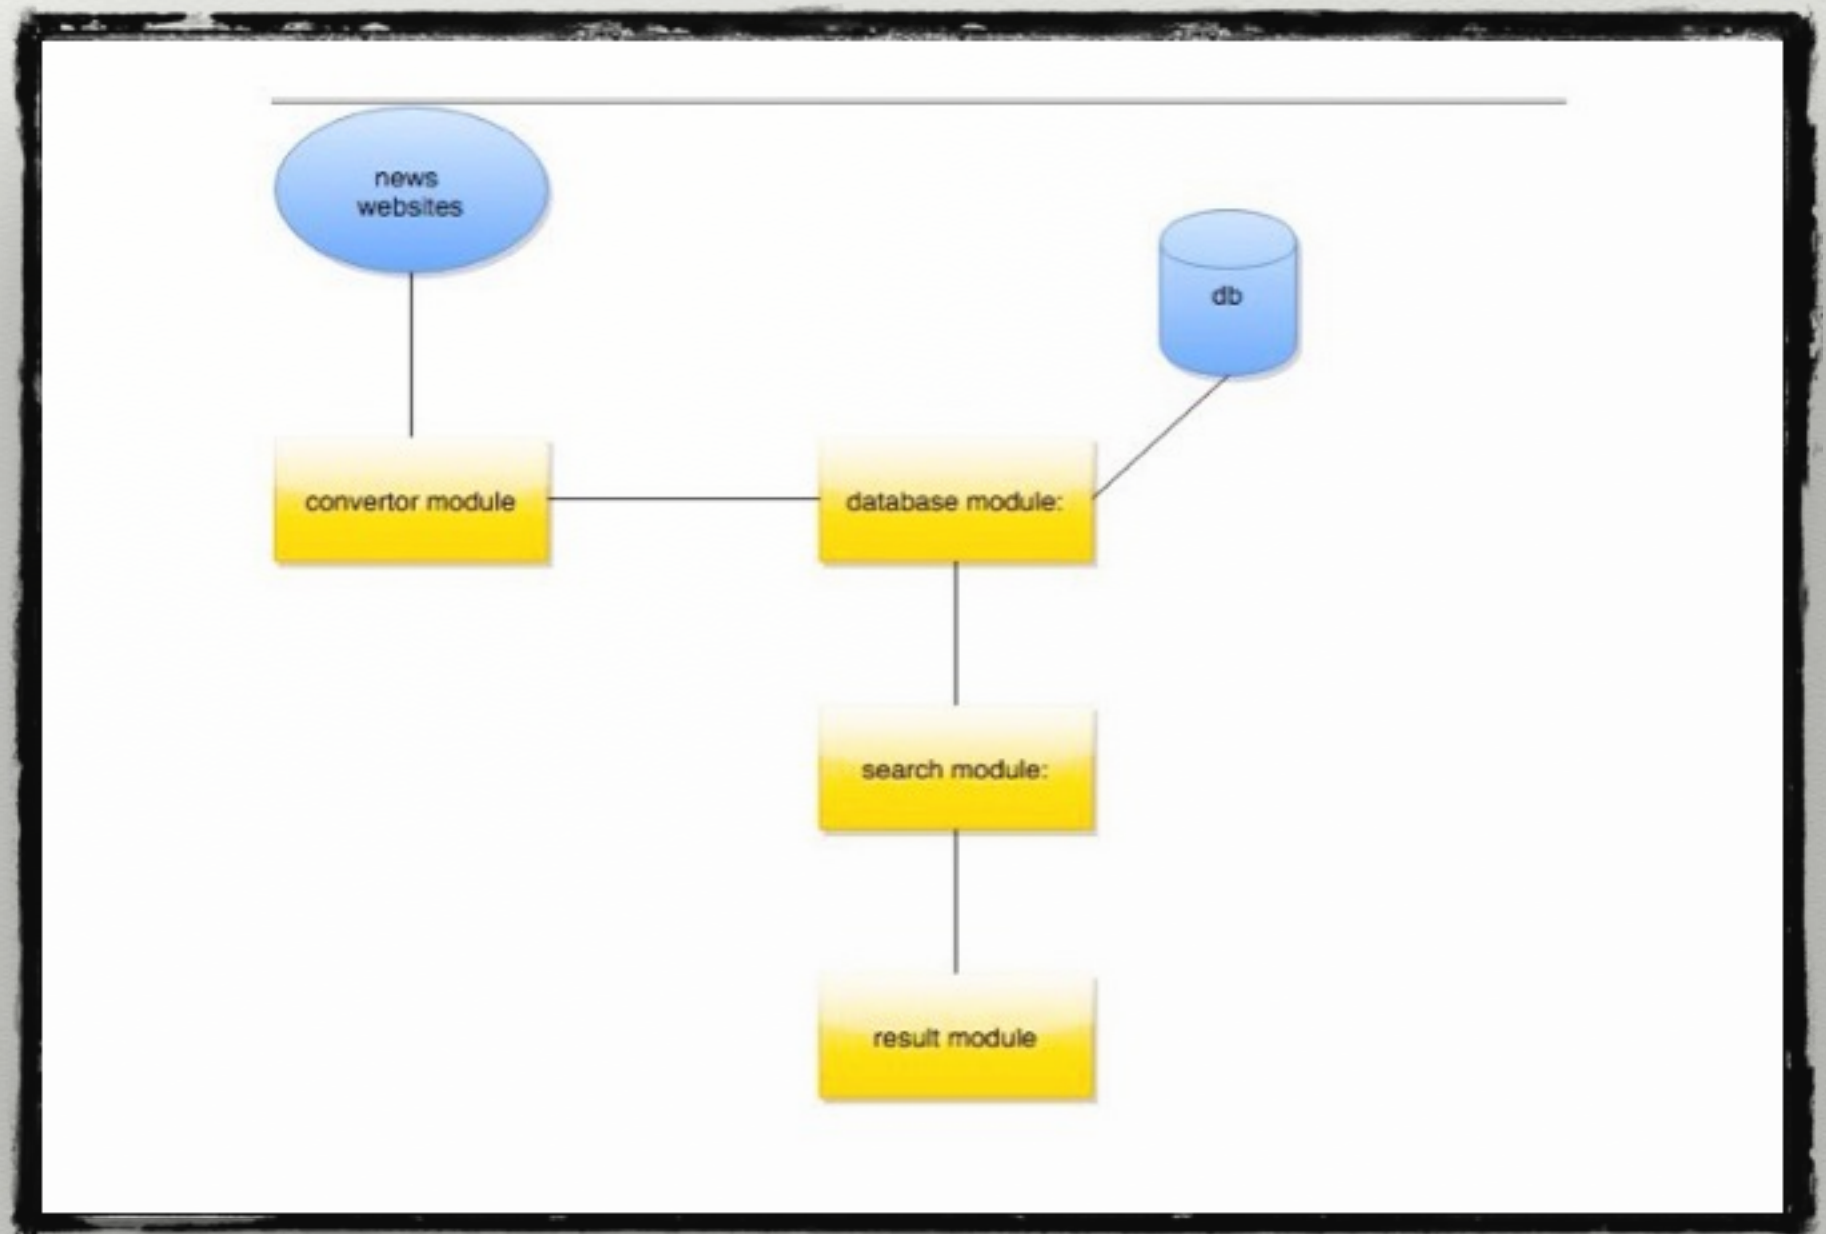 news
websites
db
convertor module
database module:
search module:
result module